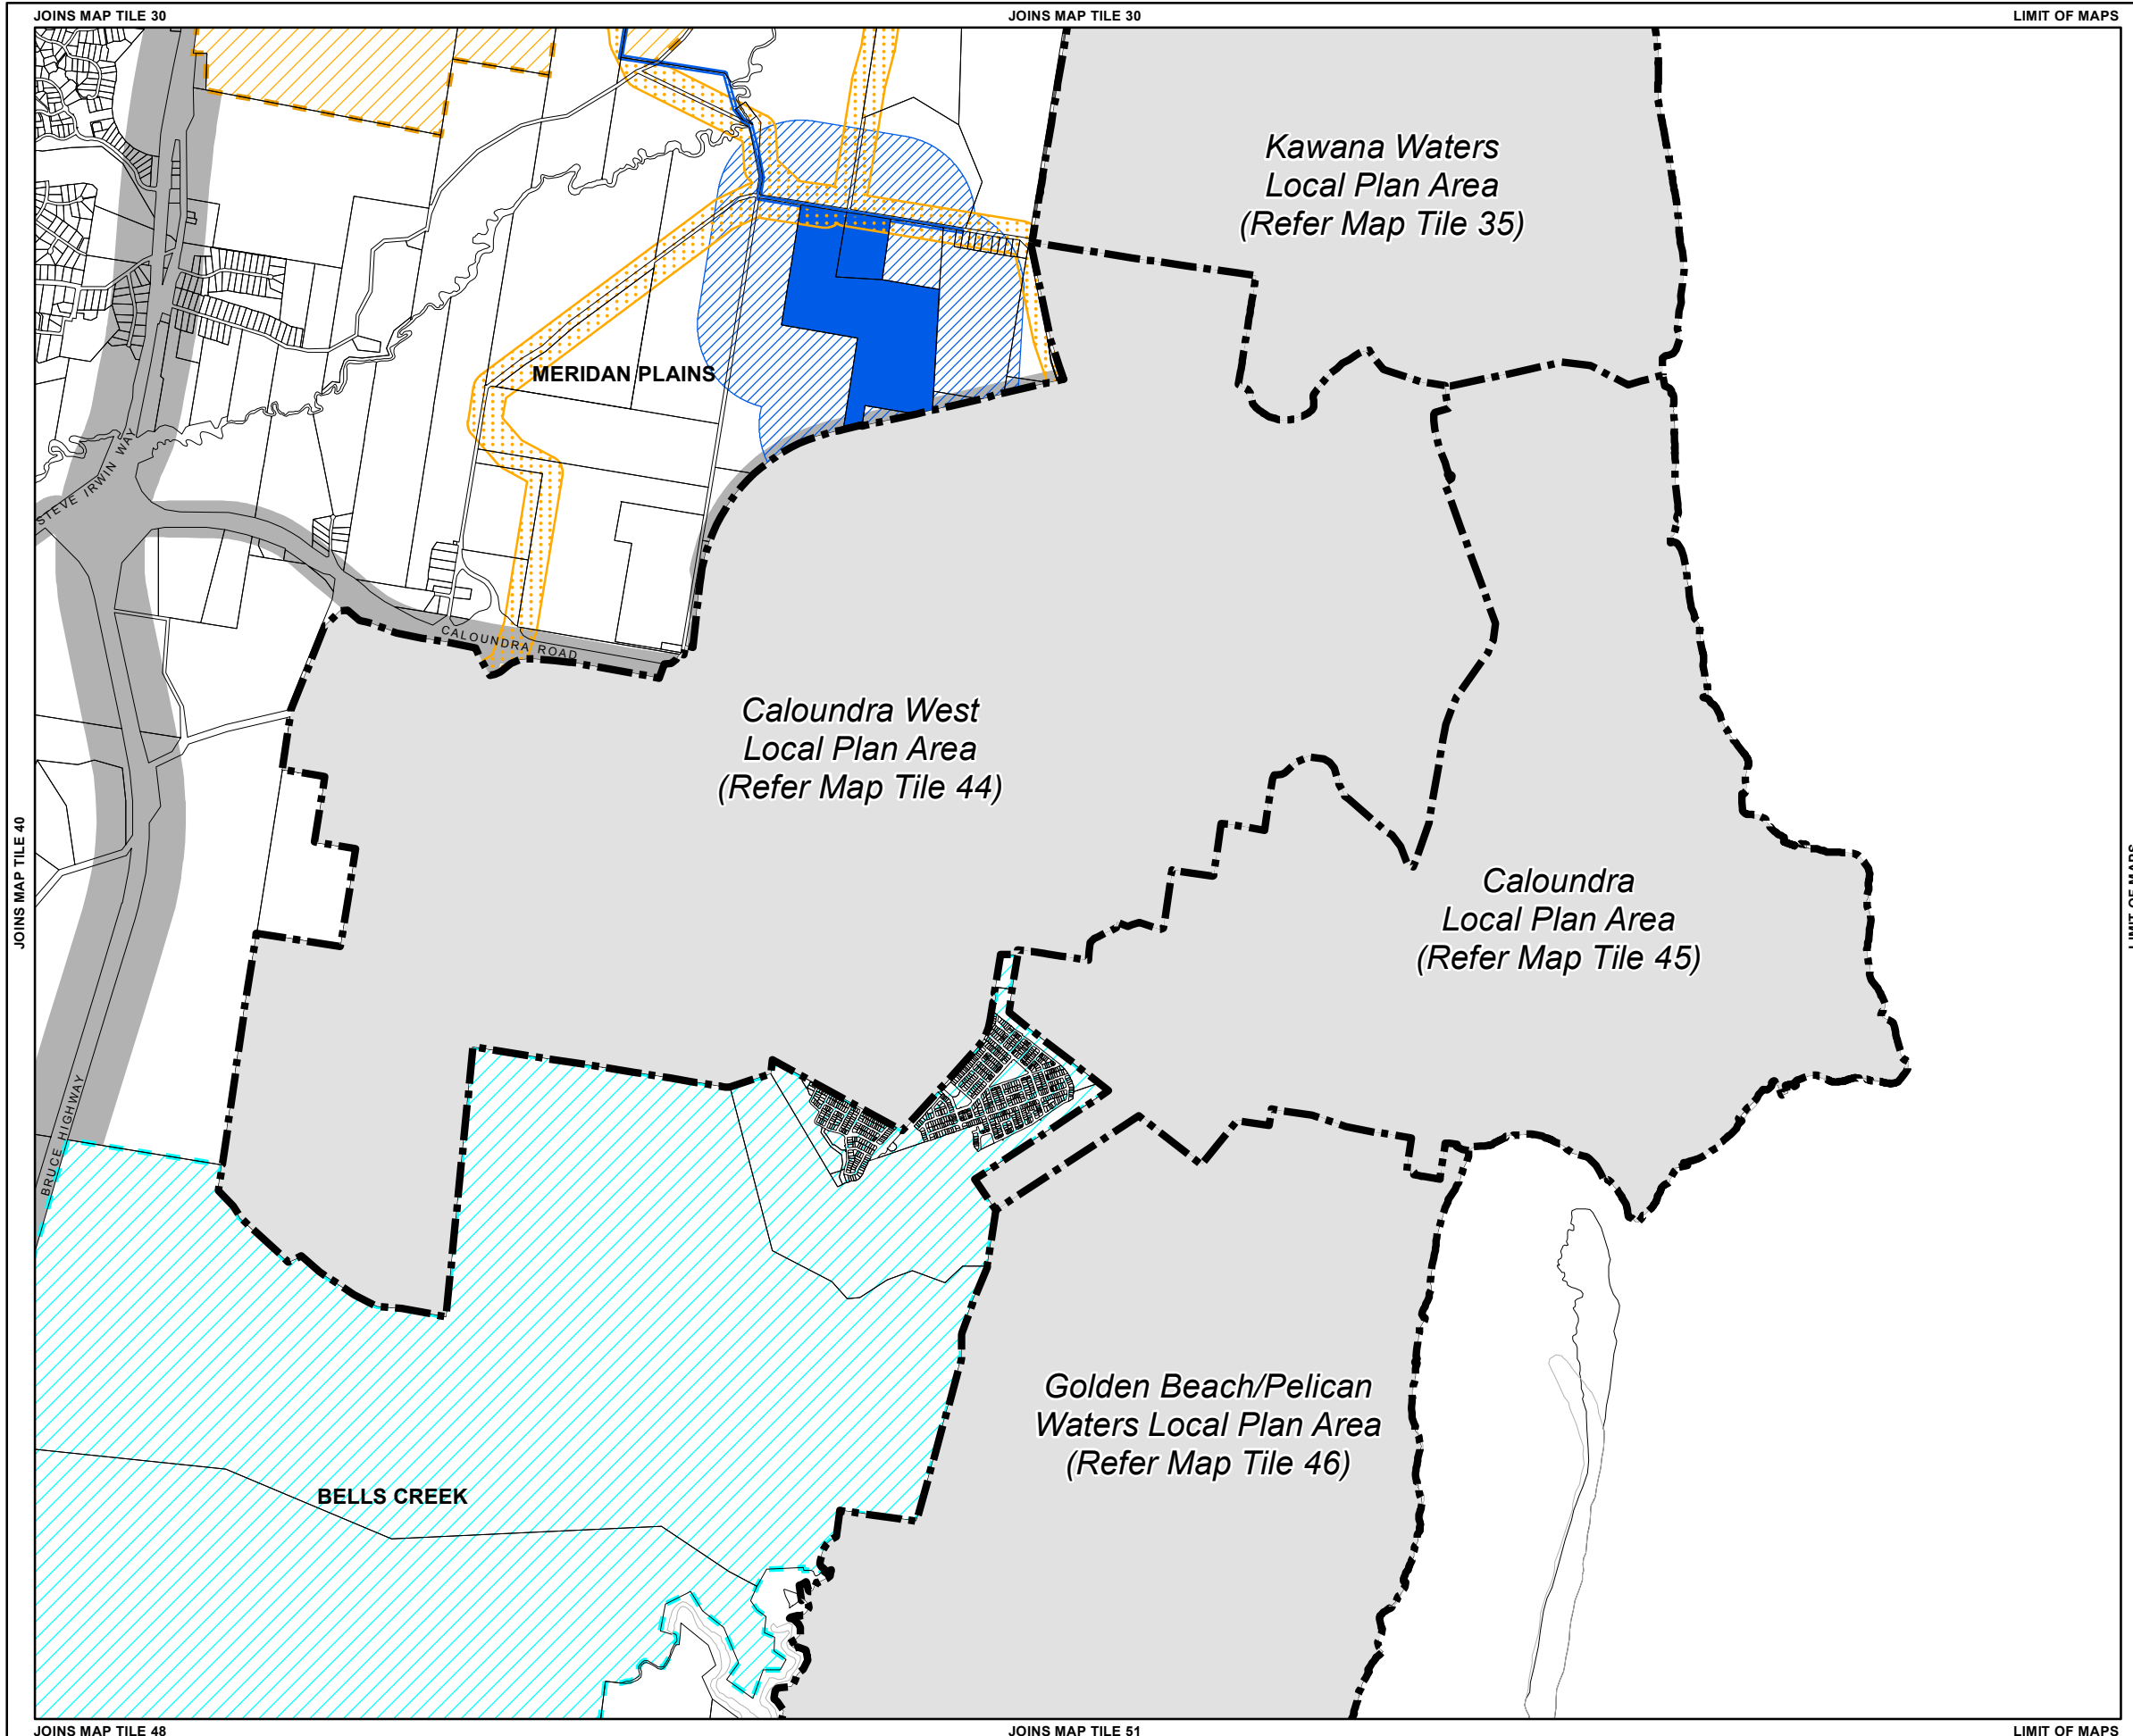 JOINS MAP TILE 30
JOINS MAP TILE 30
LIMIT OF MAPS
Kawana Waters
Local Plan Area
(Refer Map Tile 35)
MERIDAN PLAINS
STEVE IRWIN WAY
CALOUNDRA ROAD
Caloundra West
Local Plan Area
(Refer Map Tile 44)
JOINS MAP TILE 40
LIMIT OF MAPS
Caloundra
Local Plan Area
(Refer Map Tile 45)
BRUCE HIGHWAY
Golden Beach/Pelican
Waters Local Plan Area
(Refer Map Tile 46)
BELLS CREEK
JOINS MAP TILE 48
JOINS MAP TILE 51
LIMIT OF MAPS